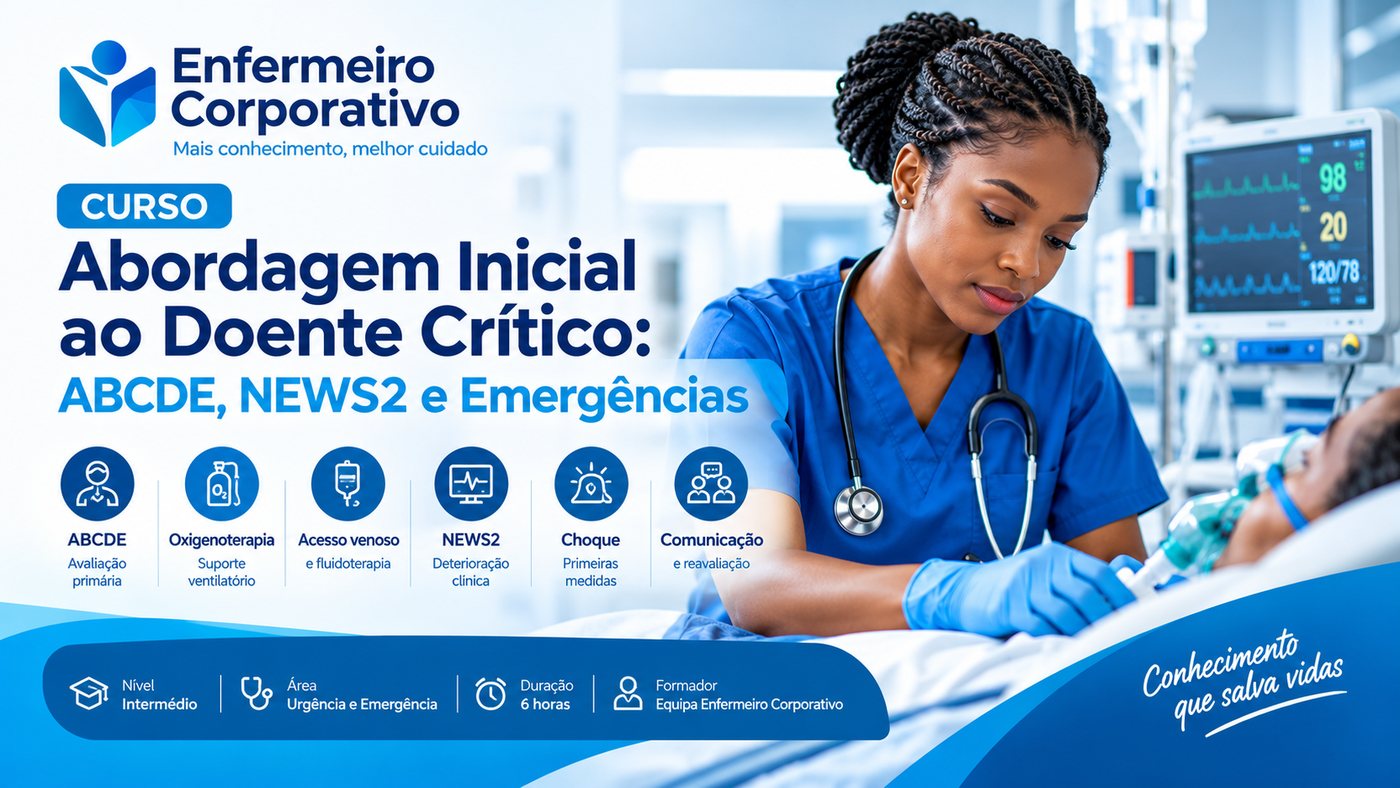 Enfermeiro
Corporativo
Mais conhecimento, melhor cuidado
CURSO
Abordagem Inicial
ao Doente Crítico:
ABCDE, NEWS2 e Emergências
O₂
ABCDE
Avaliação
primária
Oxigenoterapia
Suporte
ventilatório
Acesso venoso
e fluidoterapia
NEWS2
Deterioração
clínica
Choque
Primeiras
medidas
Comunicação
e reavaliação
98
20
120/78
Nível
Intermédio
Área
Urgência e Emergência
Duração
6 horas
Formador
Equipa Enfermeiro Corporativo
Conhecimento
que salva vidas